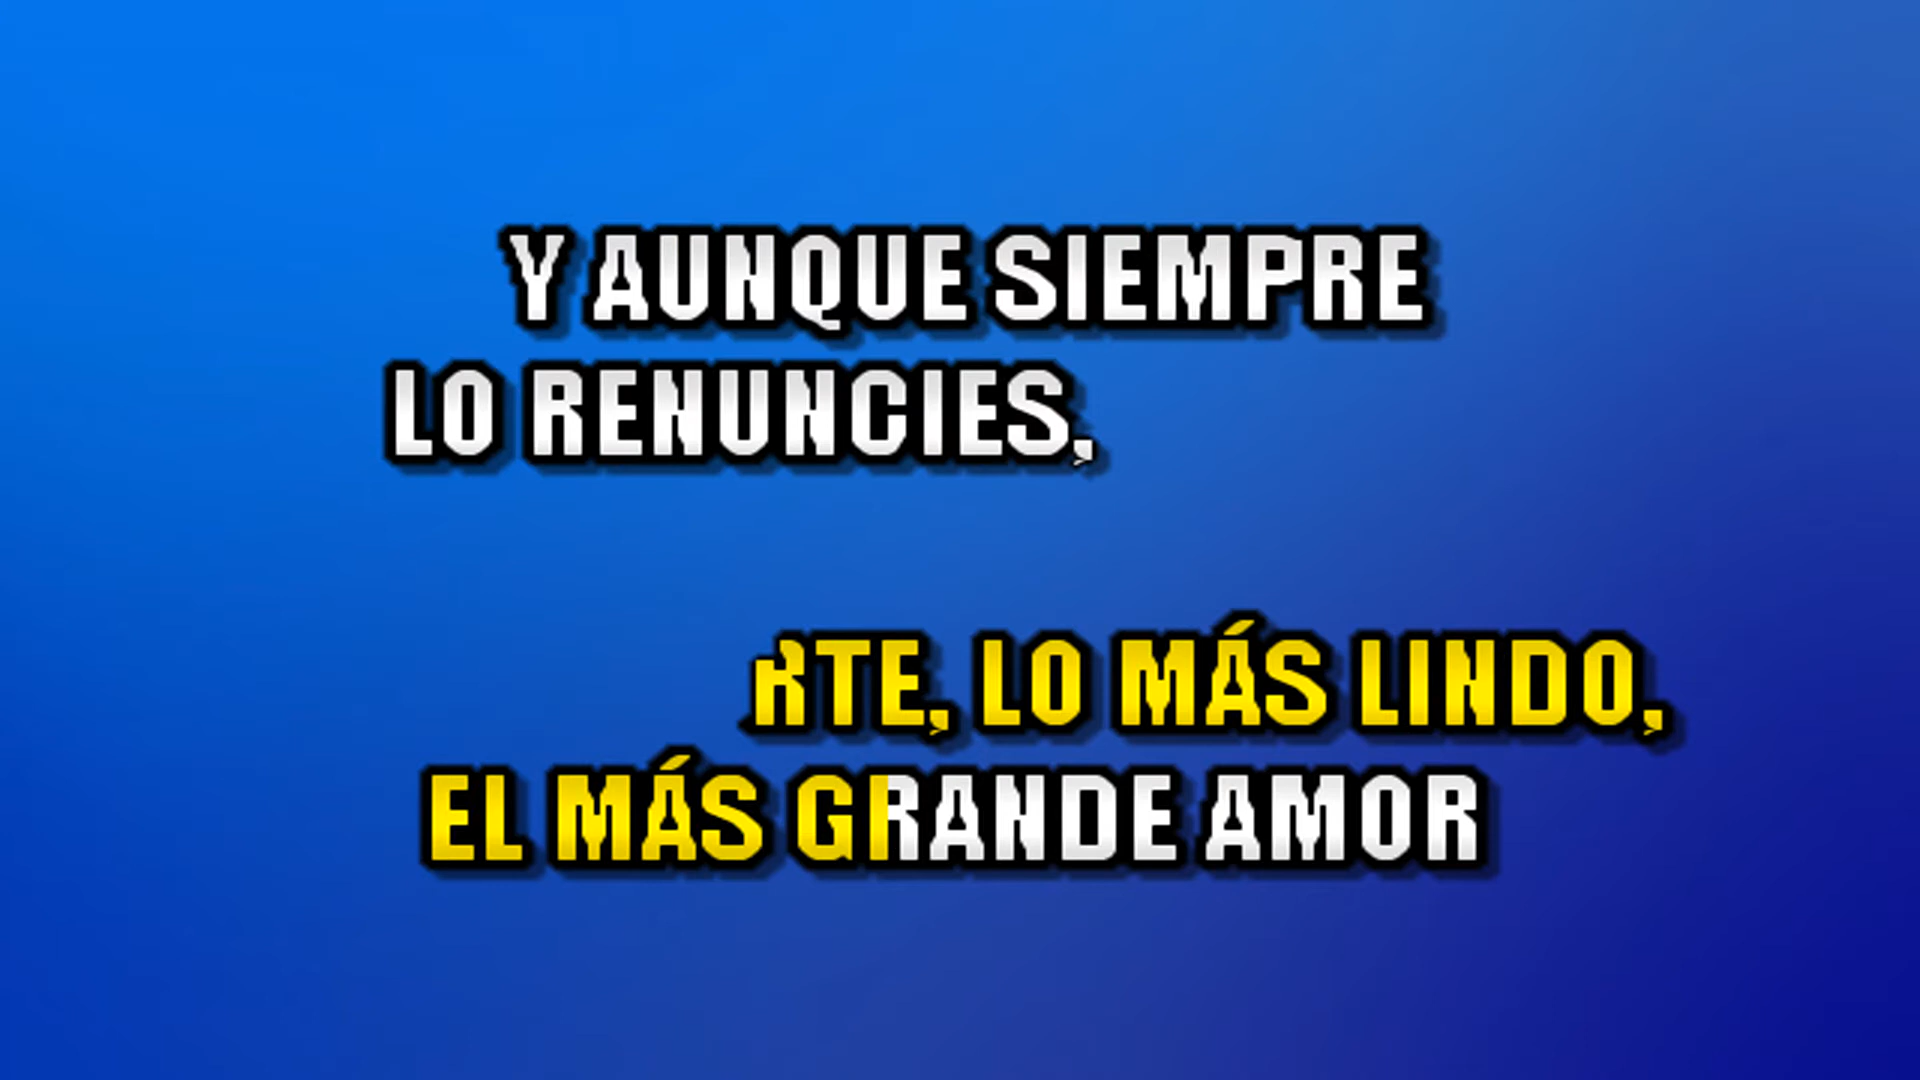 Y AUNQUE SIEMPRE
LO RENUNCIES,
RTE, LO MÁS LINDO,
EL MÁS GRANDE AMOR